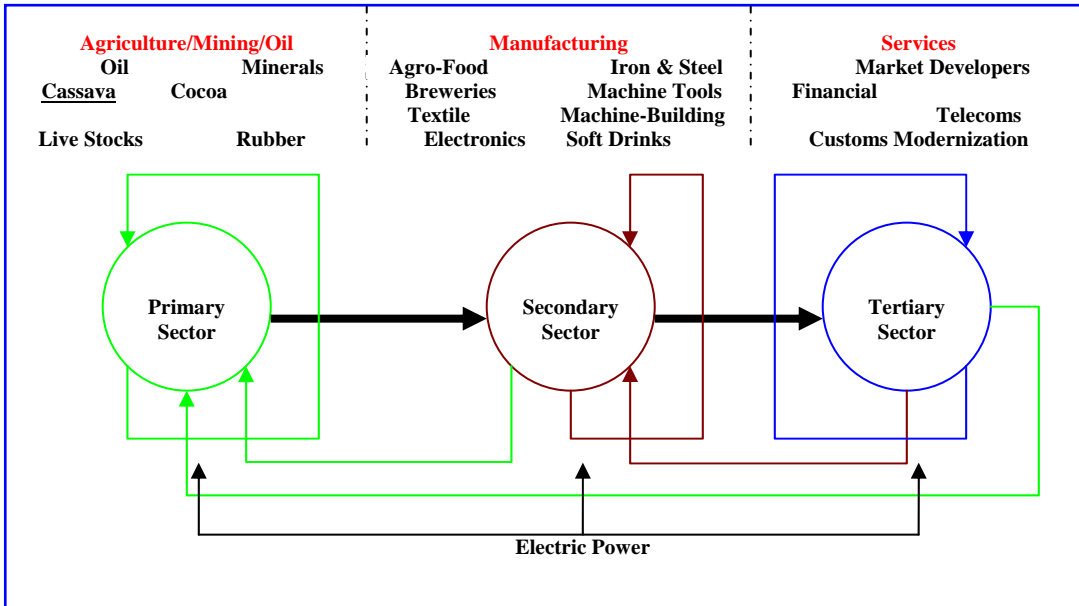 Agriculture/Mining/Oil
Oil Minerals
Cassava Cocoa
Live Stocks Rubber
Manufacturing
Agro-Food Iron & Steel
Breweries Machine Tools
Textile Machine-Building
Electronics Soft Drinks
Services
Market Developers
Financial
Telecoms
Customs Modernization
Primary
Sector
Secondary
Sector
Tertiary
Sector
Electric Power